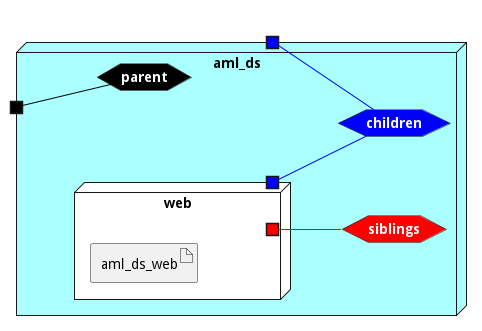 aml_ds
parent
children
web
siblings
aml_ds_web